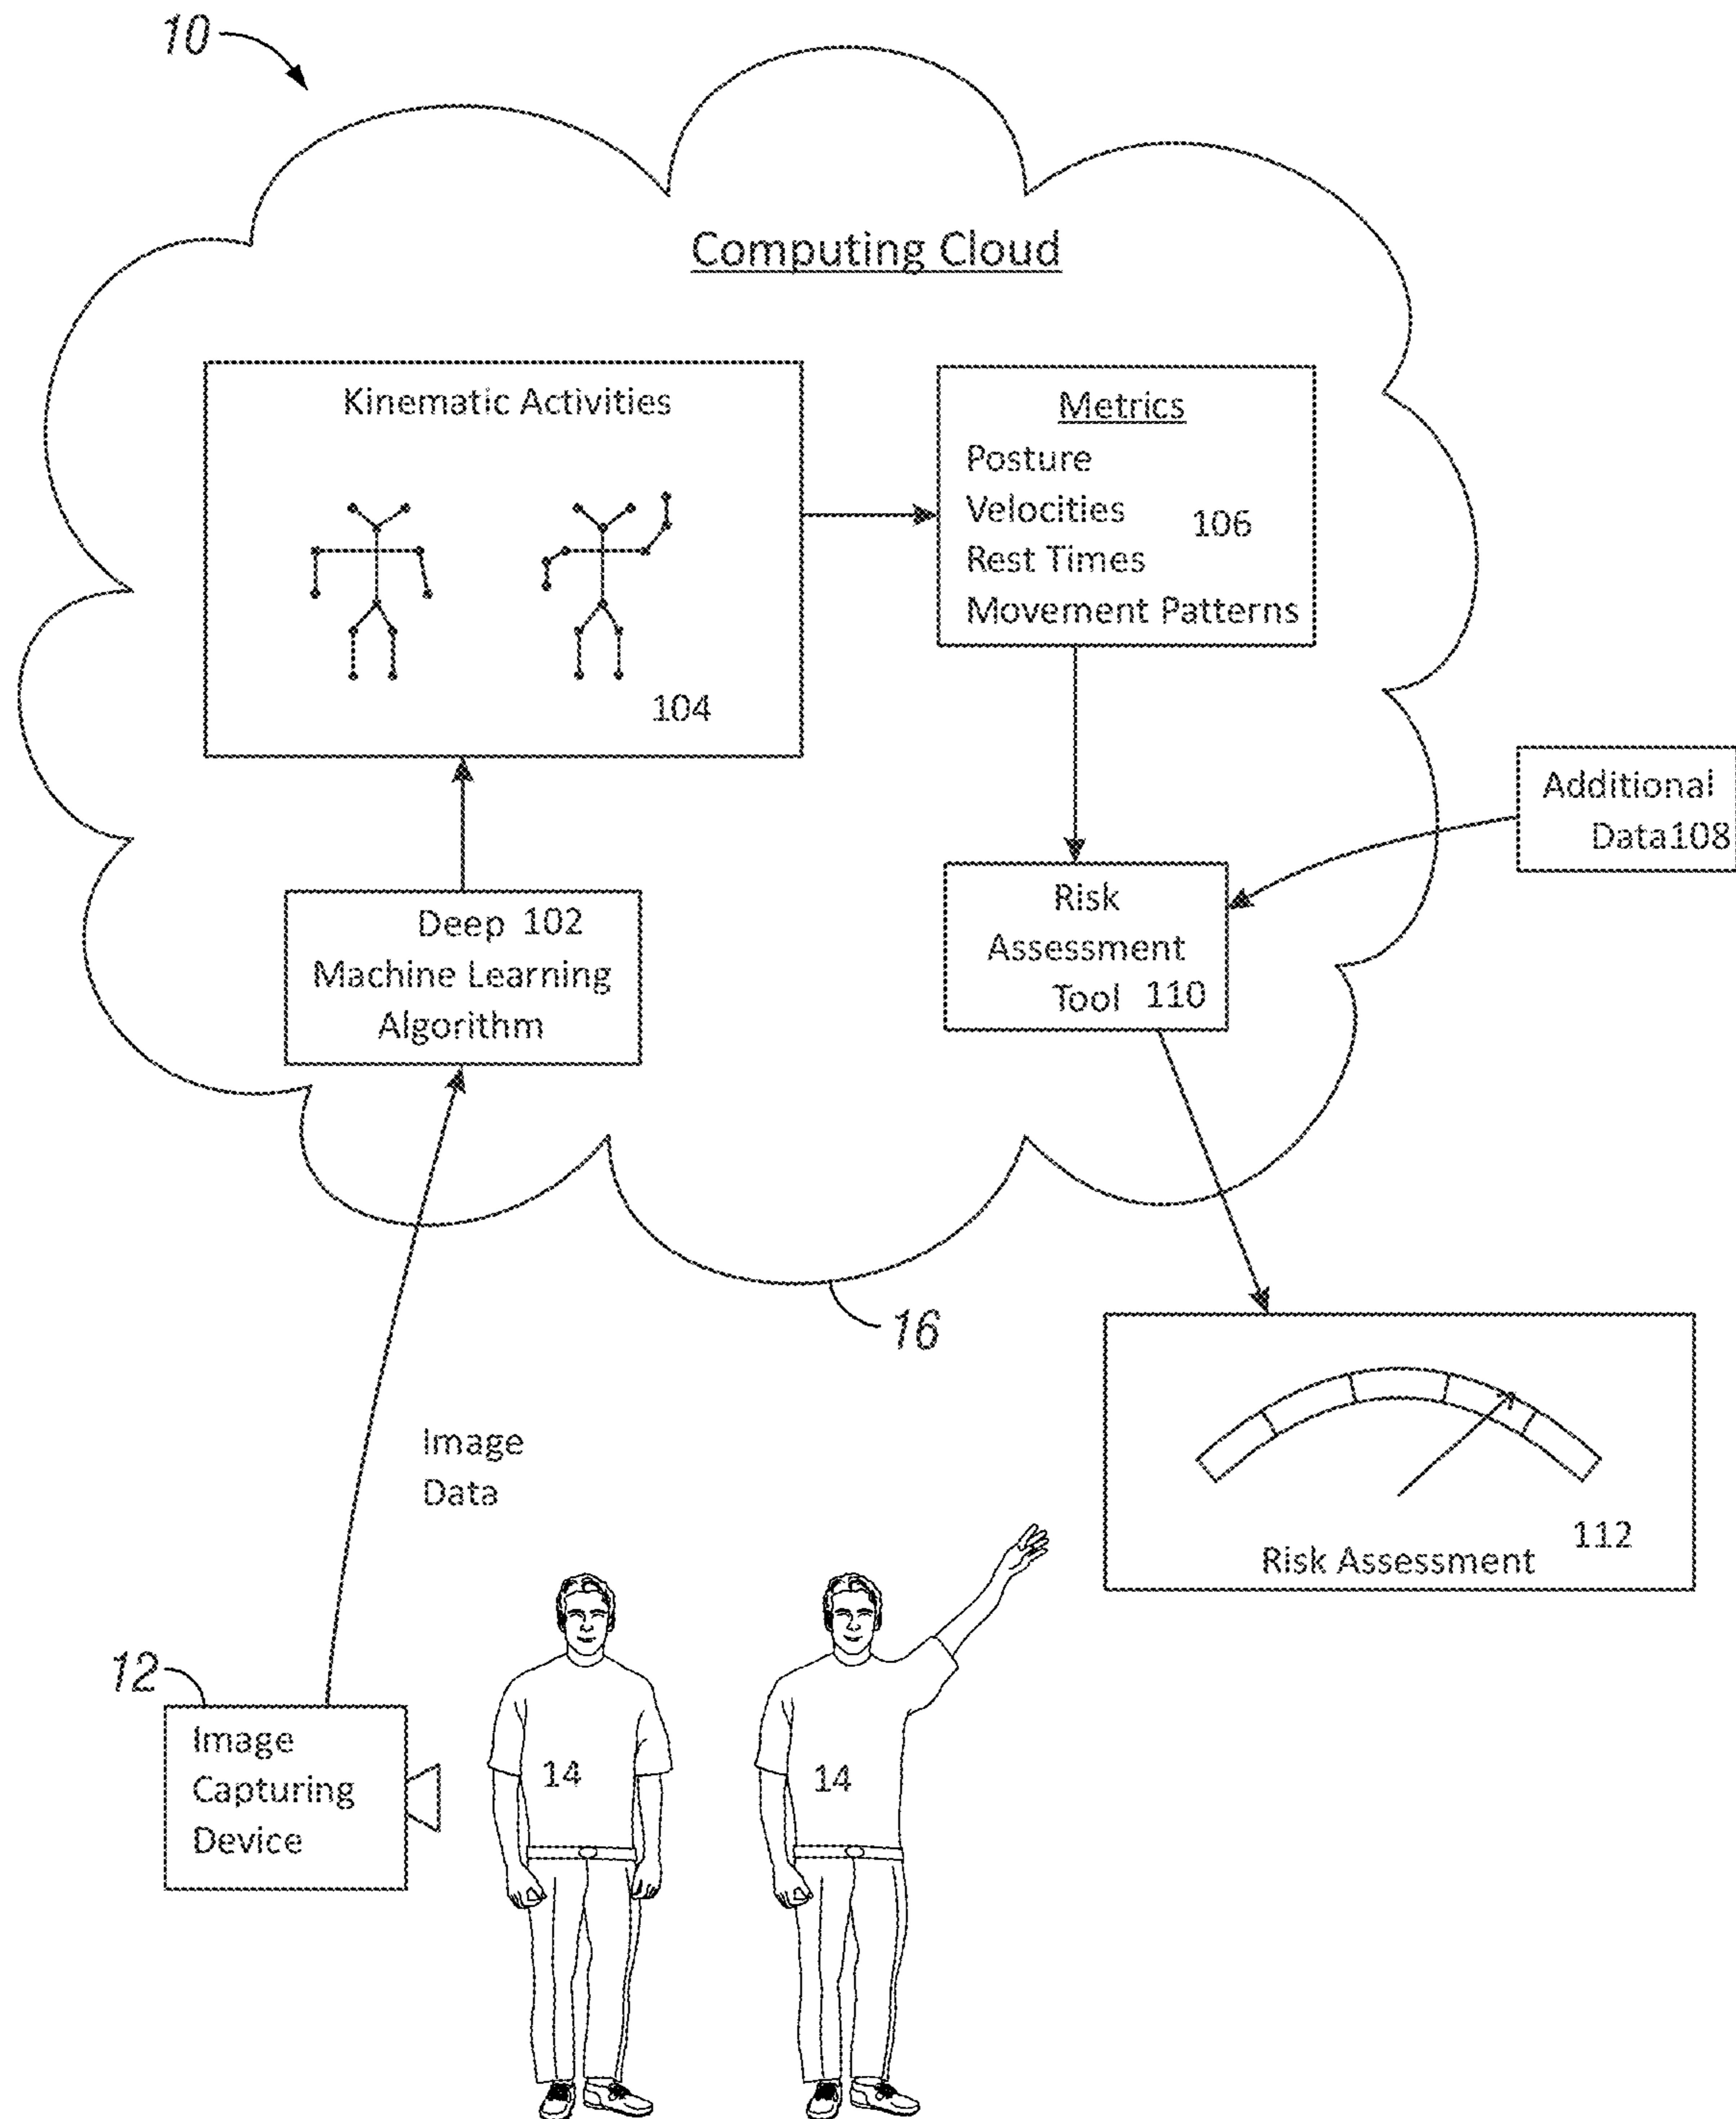 10
Computing Cloud
Kinematic Activities
104
Metrics
Posture
Velocities
106
Rest Times
Movement Patterns
Additional
Data108
Deep 102
Machine Learning
Algorithm
Risk
Assessment
Tool 110
16
Image
Data
112
Risk Assessment
12
Image
Capturing
Device
14
14